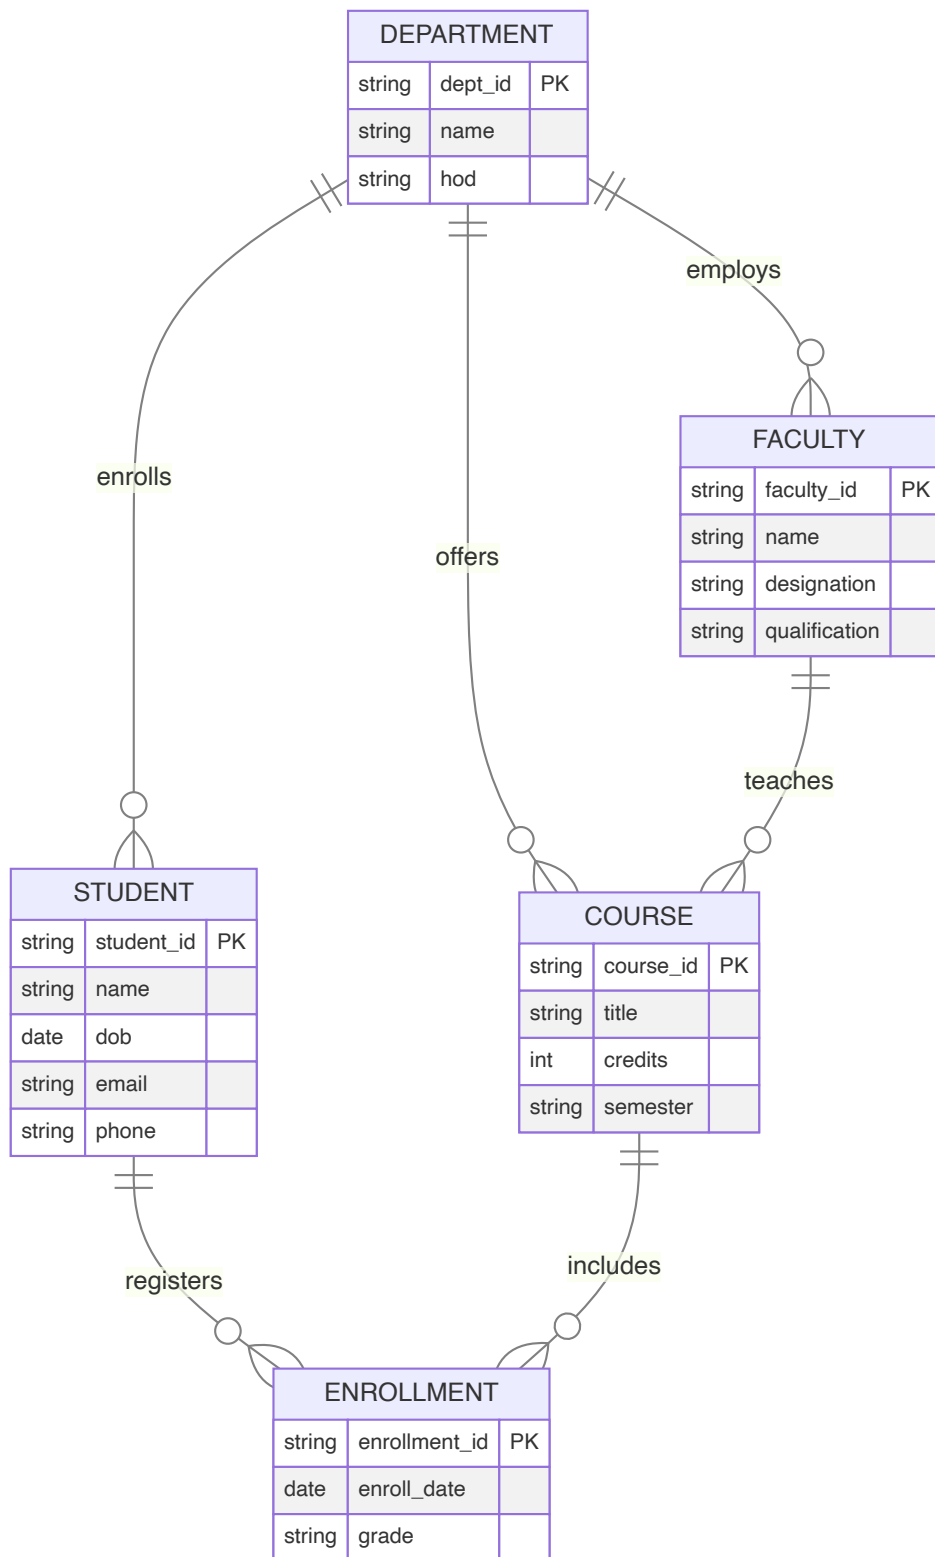 DEPARTMENT
string dept_id PK
string name
string hod
employs
FACULTY
string faculty_id PK
string name
string designation
string qualification
enrolls
offers
teaches
STUDENT
string student_id PK
string name
date dob
string email
string phone
COURSE
string course_id PK
string title
int credits
string semester
registers
includes
ENROLLMENT
string enrollment_id PK
date enroll_date
string grade